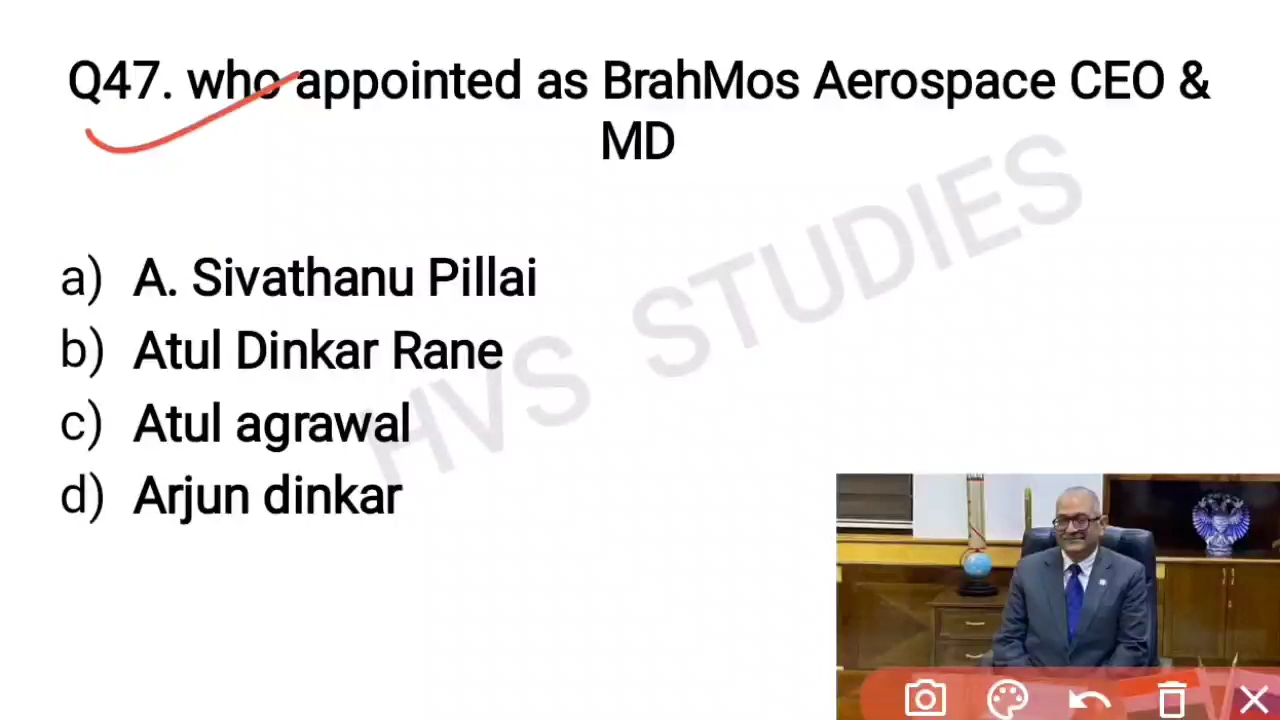 Q47. who appointed as BrahMos Aerospace CEO &
MD
HVS STUDIES
a) A. Sivathanu Pillai
b) Atul Dinkar Rane
c) Atul agrawal
d) Arjun dinkar